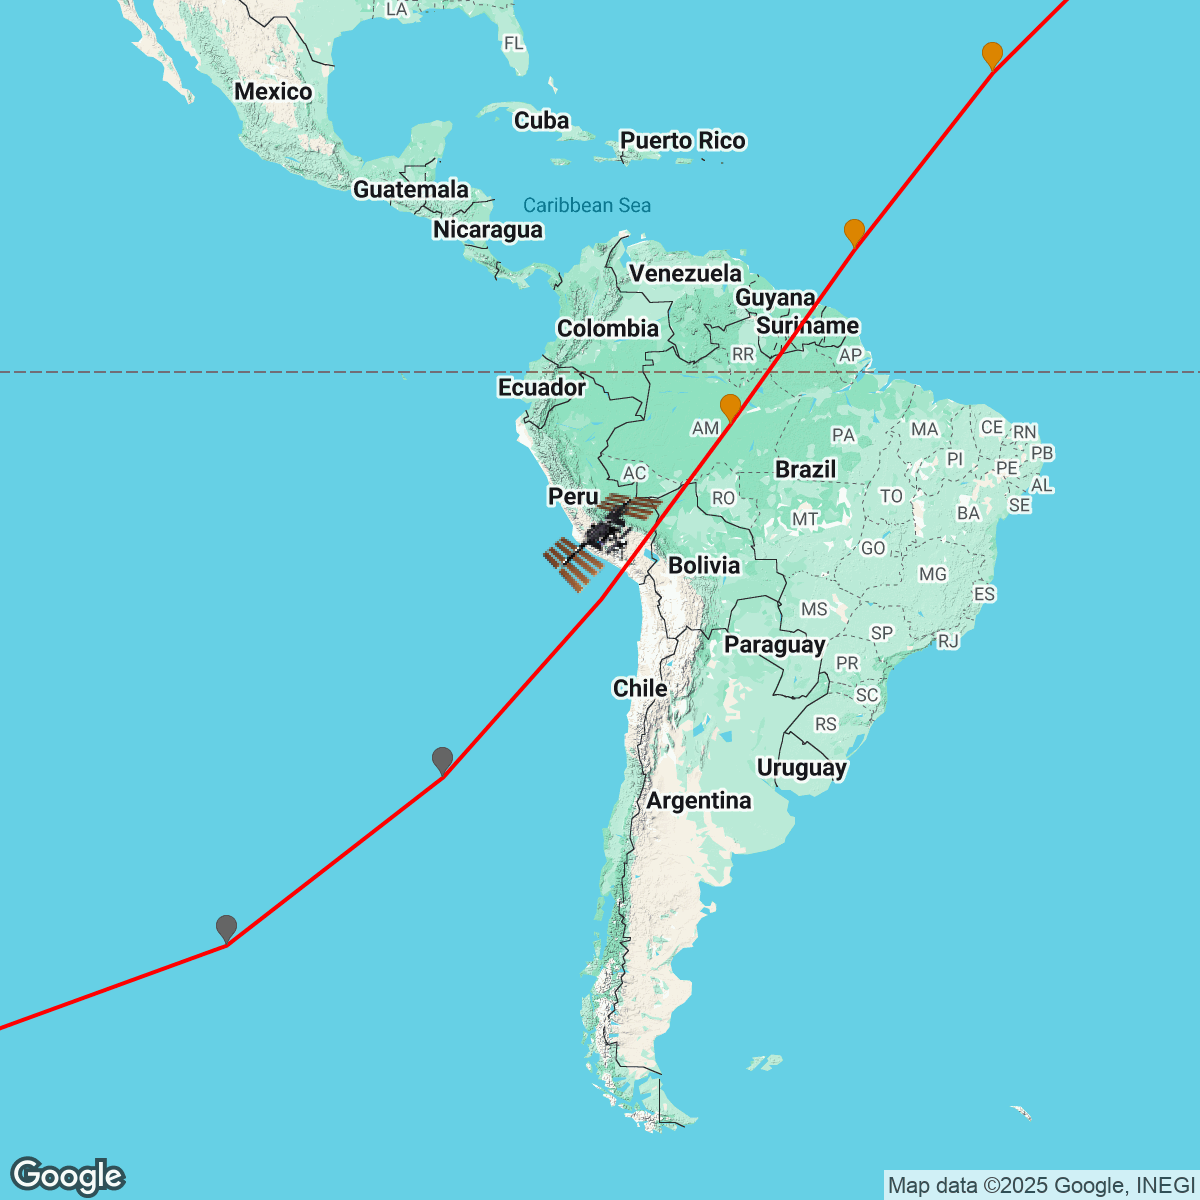 LA
FL
Mexico
Cuba
Puerto Rico
Guatemala
Caribbean Sea
Nicaragua
Venezuela
Guyana
Colombia
Suriname
RR
AP
Ecuador
AM
PA
MA
CE
RN
PB
PI
PE
AC
Brazil
AL
Peru
RO
TO
SE
MT
BA
GO
Bolivia
MG
ES
MS
SP
RJ
Paraguay
PR
Chile
SC
RS
Uruguay
Argentina
Google
Map data ©2025 Google, INEGI